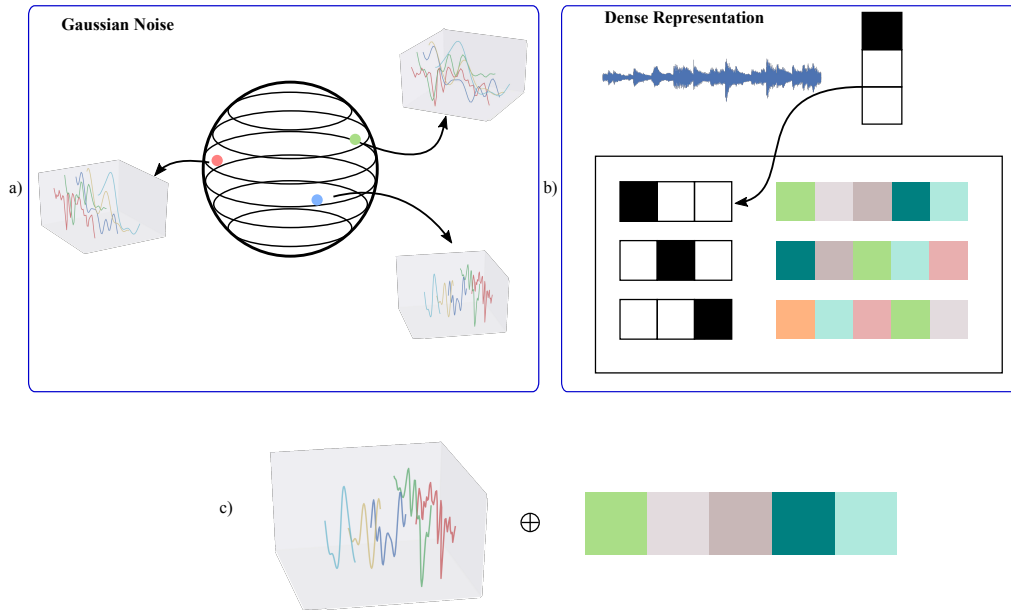 Gaussian Noise
Dense Representation
a)
b)
c)
⊕